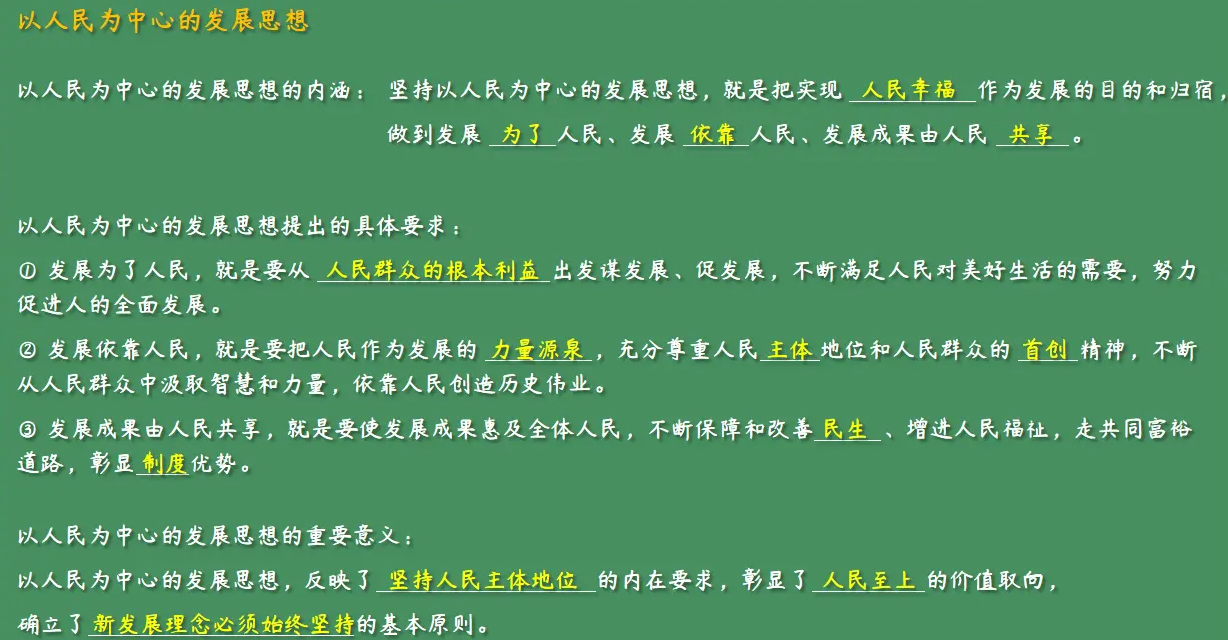 以人民为中心的发展思想
以人民为中心的发展思想的内涵： 坚持以人民为中心的发展思想，就是把实现 人民幸福 作为发展的目的和归宿，
做到发展 为了 人民、发展 依靠 人民、发展成果由人民 共享 。
以人民为中心的发展思想提出的具体要求：
① 发展为了人民，就是要从 人民群众的根本利益 出发谋发展、促发展，不断满足人民对美好生活的需要，努力
促进人的全面发展。
② 发展依靠人民，就是要把人民作为发展的 力量源泉 ，充分尊重人民 主体 地位和人民群众的 首创 精神，不断
从人民群众中汲取智慧和力量，依靠人民创造历史伟业。
③ 发展成果由人民共享，就是要使发展成果惠及全体人民，不断保障和改善 民生 、增进人民福祉，走共同富裕
道路，彰显 制度 优势。
以人民为中心的发展思想的重要意义：
以人民为中心的发展思想，反映了 坚持人民主体地位 的内在要求，彰显了 人民至上 的价值取向，
确立了 新发展理念必须始终坚持 的基本原则。